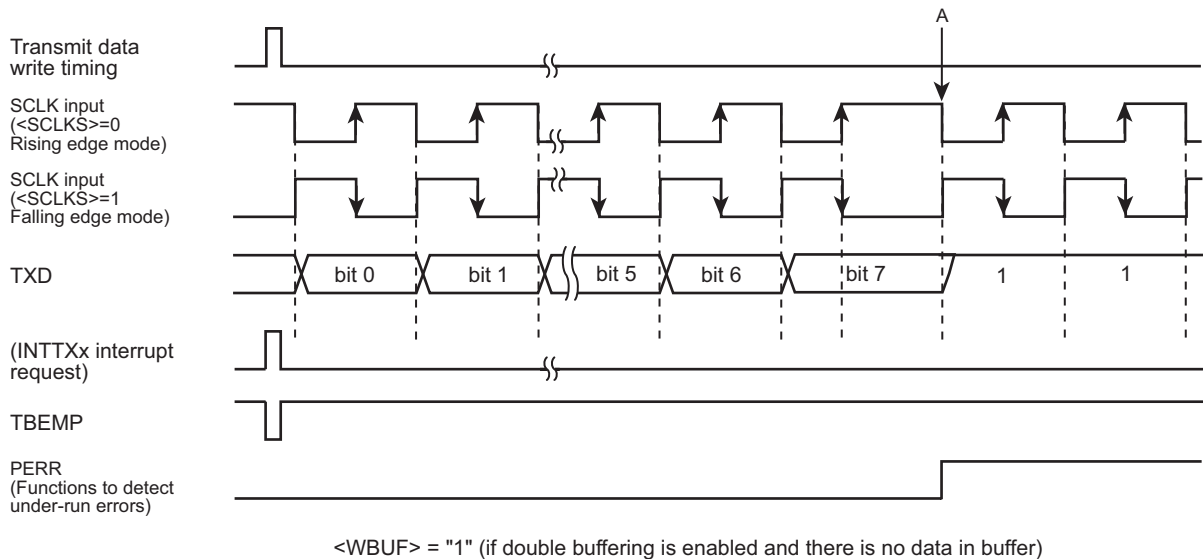 A
Transmit data
write timing
SCLK input
(<SCLKS>=0
Rising edge mode)
SCLK input
(<SCLKS>=1
Falling edge mode)
TXD
bit 0
bit 1
bit 5
bit 6
bit 7
1
1
(INTTXx interrupt
request)
TBEMP
PERR
(Functions to detect
under-run errors)
<WBUF> = "1" (if double buffering is enabled and there is no data in buffer)